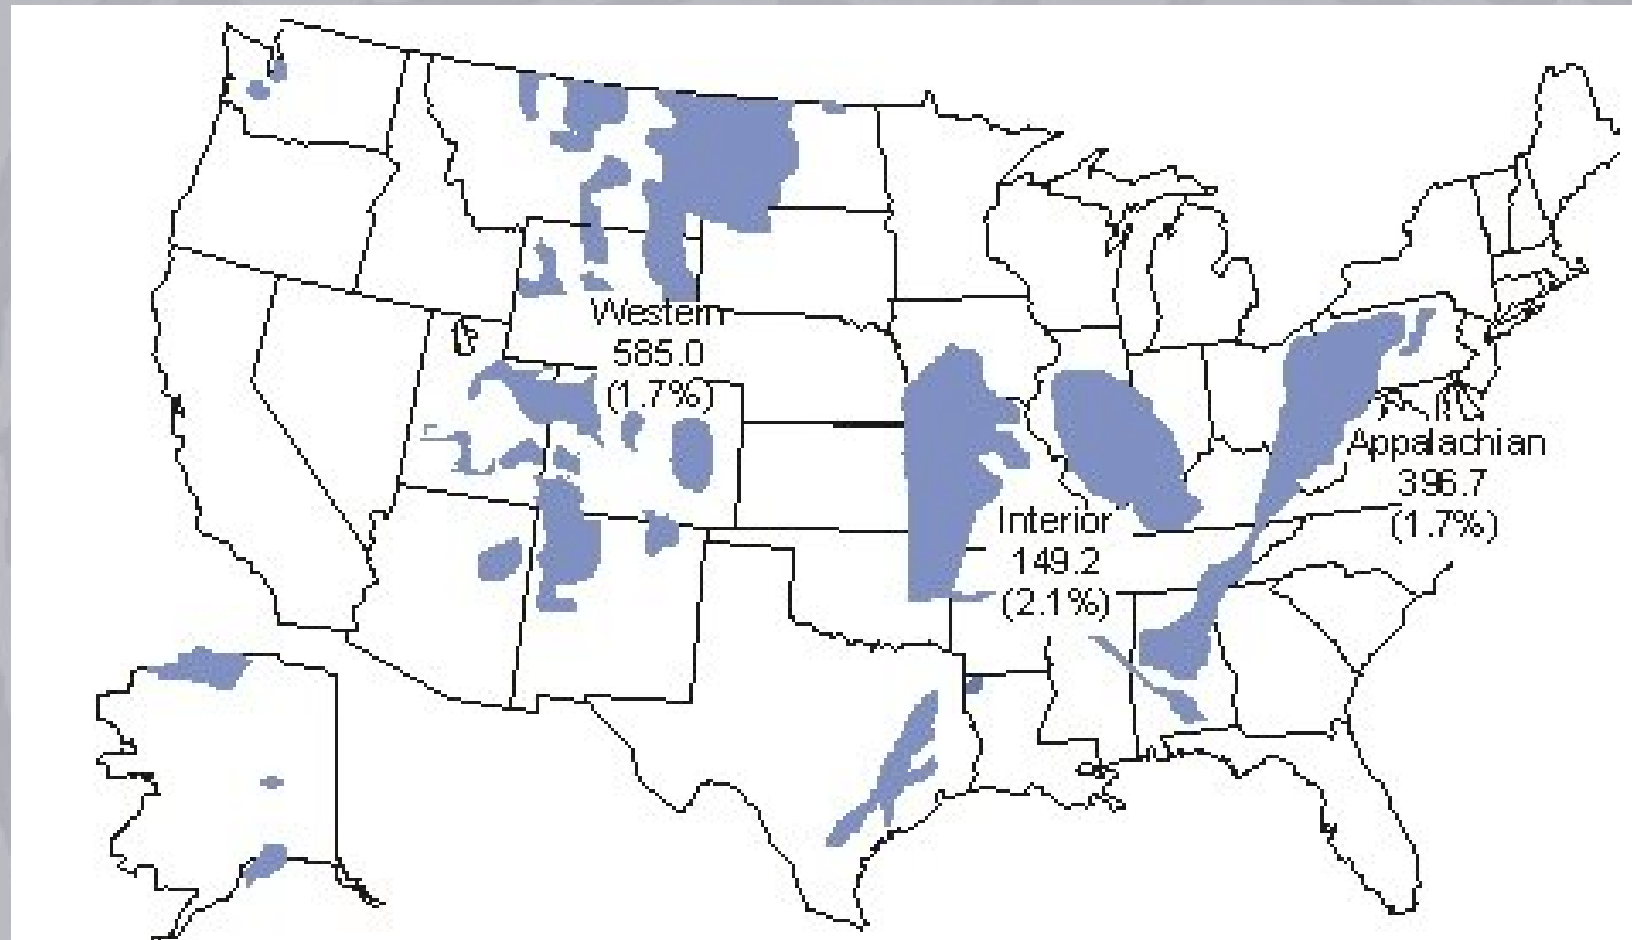 Western
585.0
(1.7%)
Appalachian
396.7
(1.7%)
Interior
149.2
(2.1%)